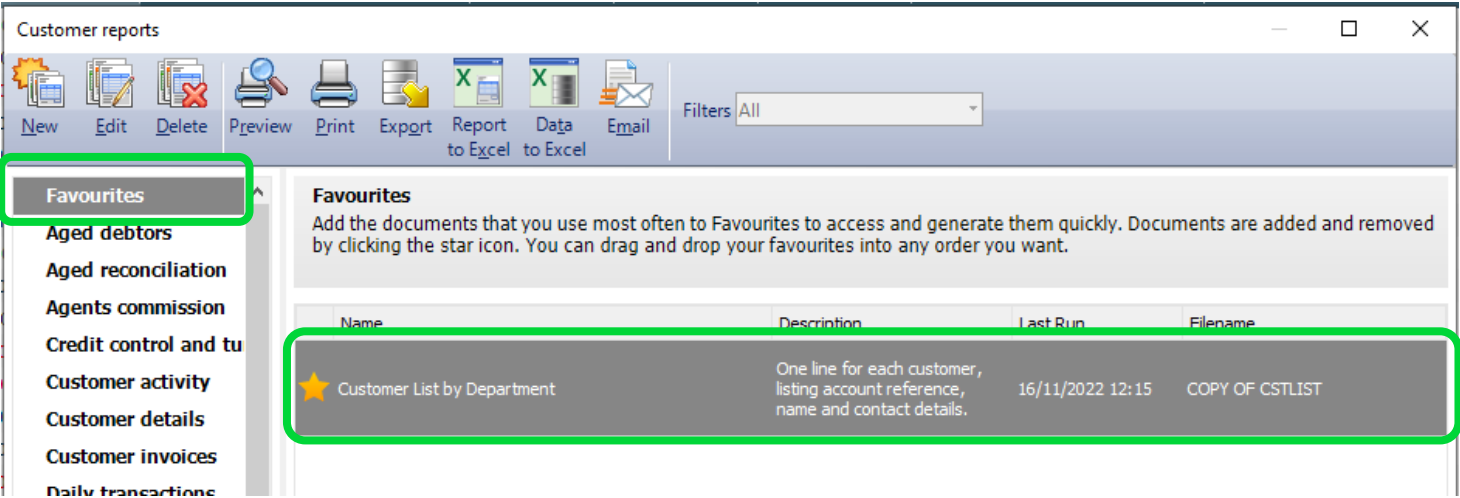 Customer reports
New Edit Delete Preview Print Export Report to Excel Data to Excel Email Filters All
Favourites
Aged debtors
Aged reconciliation
Agents commission
Credit control and tu
Customer activity
Customer details
Customer invoices
Daily transactions
Favourites
Add the documents that you use most often to Favourites to access and generate them quickly. Documents are added and removed
by clicking the star icon. You can drag and drop your favourites into any order you want.
Name Description Last Run Filename
Customer List by Department
One line for each customer,
listing account reference,
name and contact details.
16/11/2022 12:15
COPY OF CSTLIST